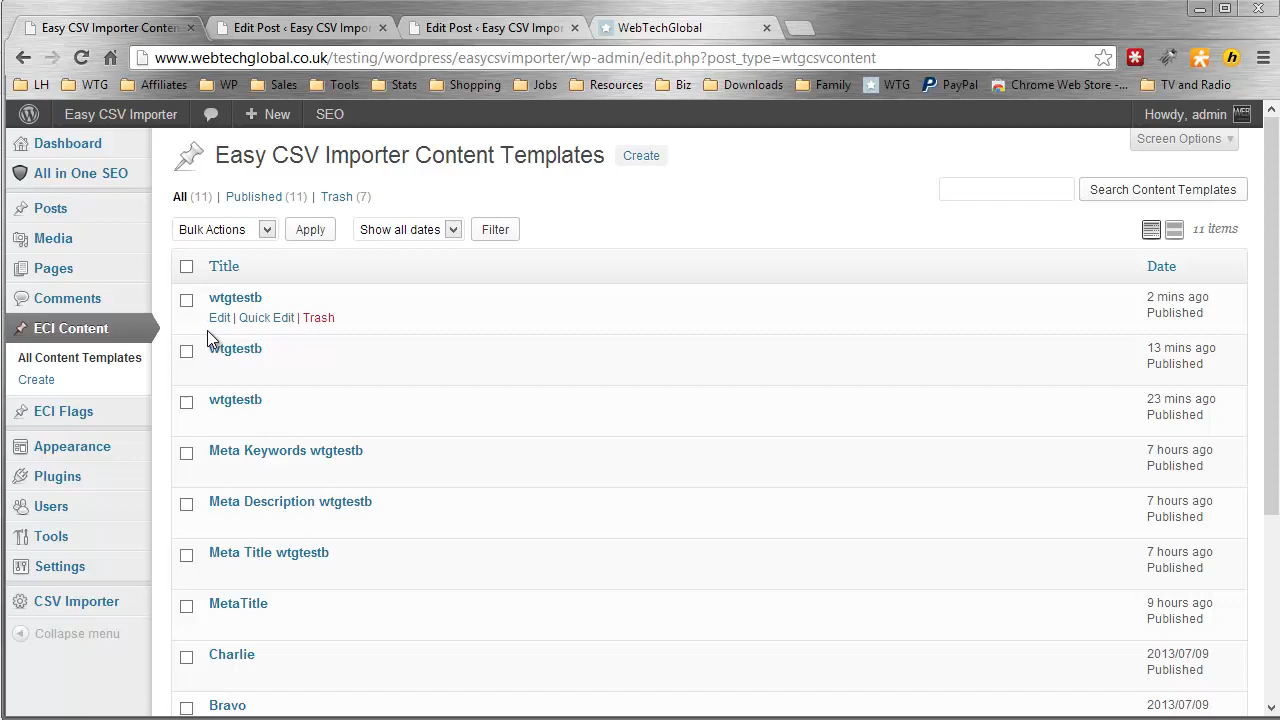 Easy CSV Importer Conten
Edit Post ‹ Easy CSV Impor
Edit Post ‹ Easy CSV Impor
WebTechGlobal
www.webtechglobal.co.uk/testing/wordpress/easycsvimporter/wp-admin/edit.php?post_type=wtgcsvcontent
LH
WTG
Affiliates
WP
Sales
Tools
Stats
Shopping
Jobs
Resources
Biz
Downloads
Family
WTG
PayPal
Chrome Web Store -...
TV and Radio
Easy CSV Importer
+ New
SEO
Howdy, admin
Dashboard
All in One SEO
Posts
Media
Pages
Comments
ECI Content
All Content Templates
Create
ECI Flags
Appearance
Plugins
Users
Tools
Settings
CSV Importer
Collapse menu
Screen Options
Easy CSV Importer Content Templates
Create
All (11) | Published (11) | Trash (7)
Search Content Templates
Bulk Actions
Apply
Show all dates
Filter
11 items
Title
Date
wtgtestb
Edit | Quick Edit | Trash
2 mins ago
Published
wtgtestb
13 mins ago
Published
wtgtestb
23 mins ago
Published
Meta Keywords wtgtestb
7 hours ago
Published
Meta Description wtgtestb
7 hours ago
Published
Meta Title wtgtestb
7 hours ago
Published
MetaTitle
9 hours ago
Published
Charlie
2013/07/09
Published
Bravo
2013/07/09